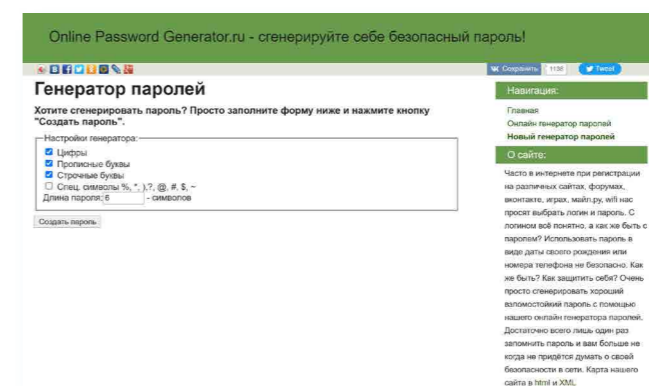 Online Password Generator.ru - сгенерируйте себе безопасный пароль!
Сохранить 1198 Tweet
Генератор паролей
Хотите сгенерировать пароль? Просто заполните форму ниже и нажмите кнопку
"Создать пароль".
Настройки генератора:
Цифры
Прописные буквы
Строчные буквы
Спец. символы %, *, ),?, @, #, $, ~
Длина пароля: 6 - символов
Создать пароль
Навигация:
Главная
Онлайн генератор паролей
Новый генератор паролей
О сайте:
Часто в интернете при регистрации
на различных сайтах, форумах,
вконтакте, играх, майл.ру, wifi нас
просят выбрать логин и пароль. С
логином всё понятно, а как же быть с
паролем? Использовать пароль в
виде даты своего рождения или
номера телефона не безопасно. Как
же быть? Как защитить себя? Очень
просто сгенерировать хороший
взломостойкий пароль с помощью
нашего онлайн генератора паролей.
Достаточно всего лишь один раз
запомнить пароль и вам больше не
когда не придётся думать о своей
безопасности в сети. Карта нашего
сайта в html и XML